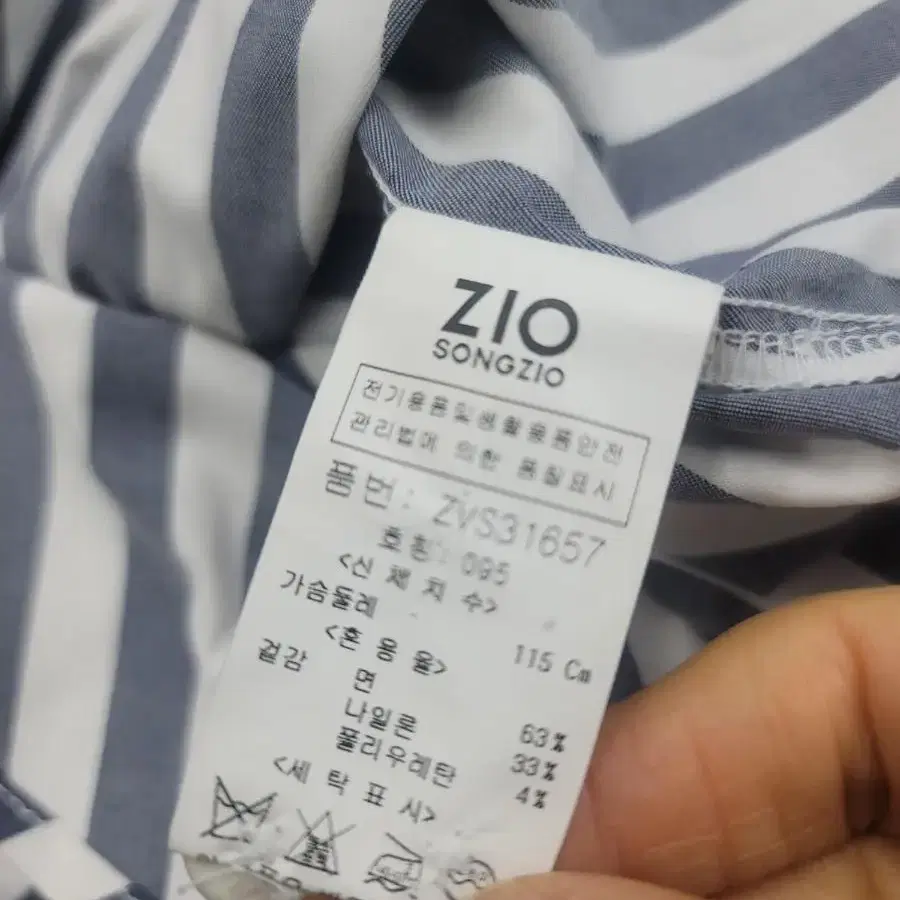 ZIO
SONGZIO
전기용품및생활용품안전
관리법에 의한 품질표시
품번: ZVS31657
호칭: 095
<신 체 치 수>
가슴둘레 115 Cm
<혼 용 율>
겉감
면 63%
나일론 33%
폴리우레탄 4%
<세 탁 표 시>